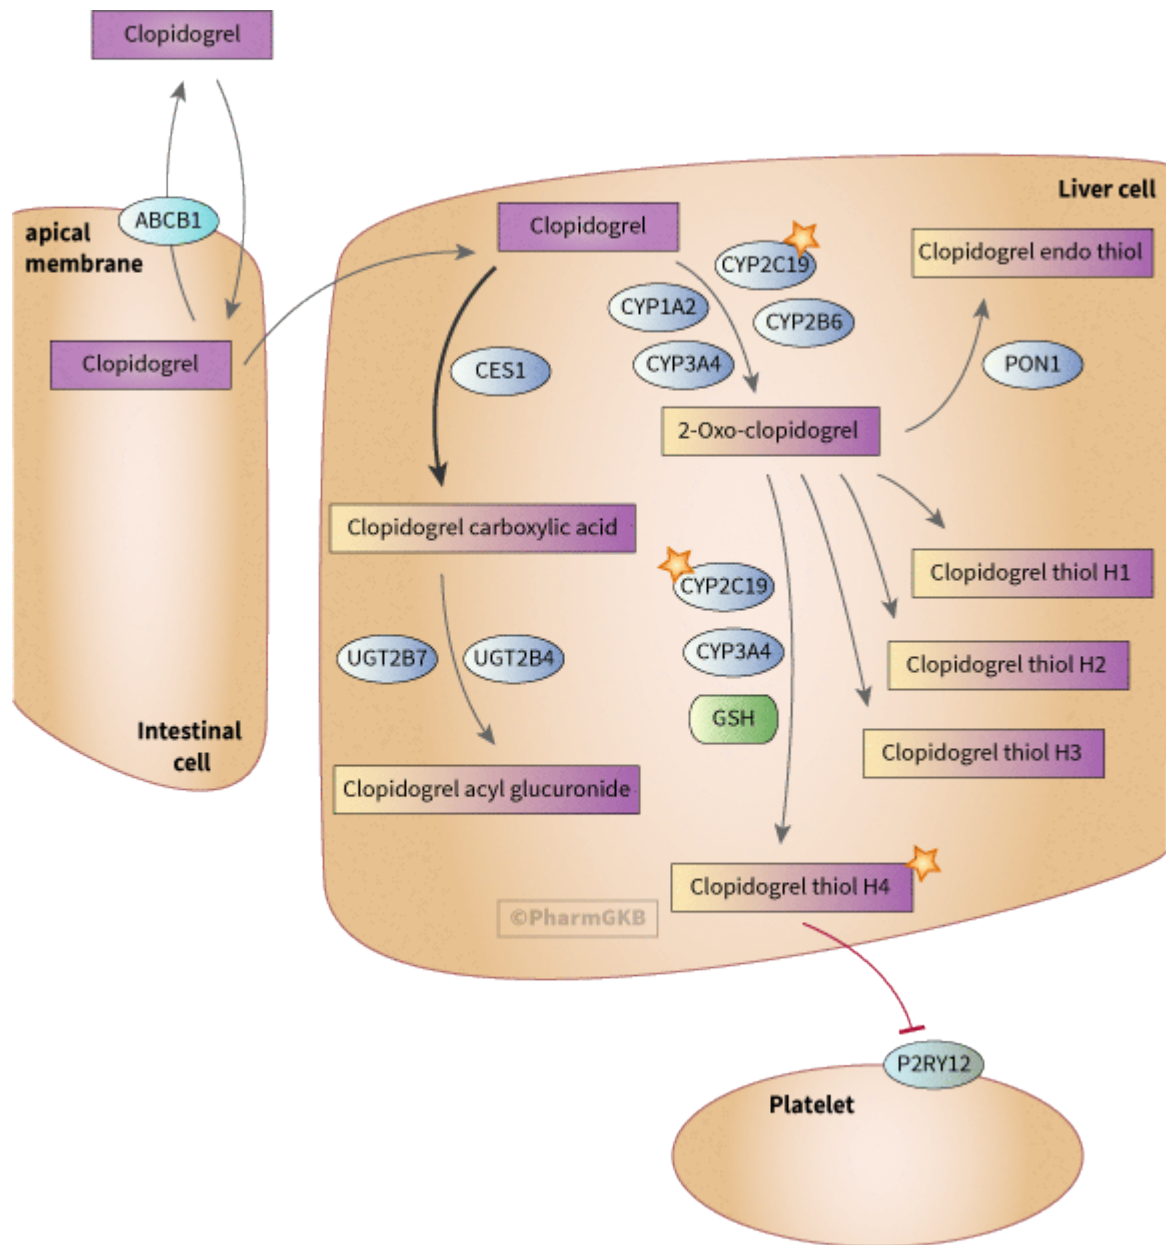 Clopidogrel
ABCB1
apical
membrane
Clopidogrel
Intestinal
cell
Liver cell
Clopidogrel
CYP2C19
CYP1A2
CYP2B6
CYP3A4
CES1
Clopidogrel endo thiol
PON1
2-Oxo-clopidogrel
Clopidogrel carboxylic acid
CYP2C19
CYP3A4
GSH
UGT2B7
UGT2B4
Clopidogrel acyl glucuronide
Clopidogrel thiol H1
Clopidogrel thiol H2
Clopidogrel thiol H3
Clopidogrel thiol H4
©PharmGKB
P2RY12
Platelet